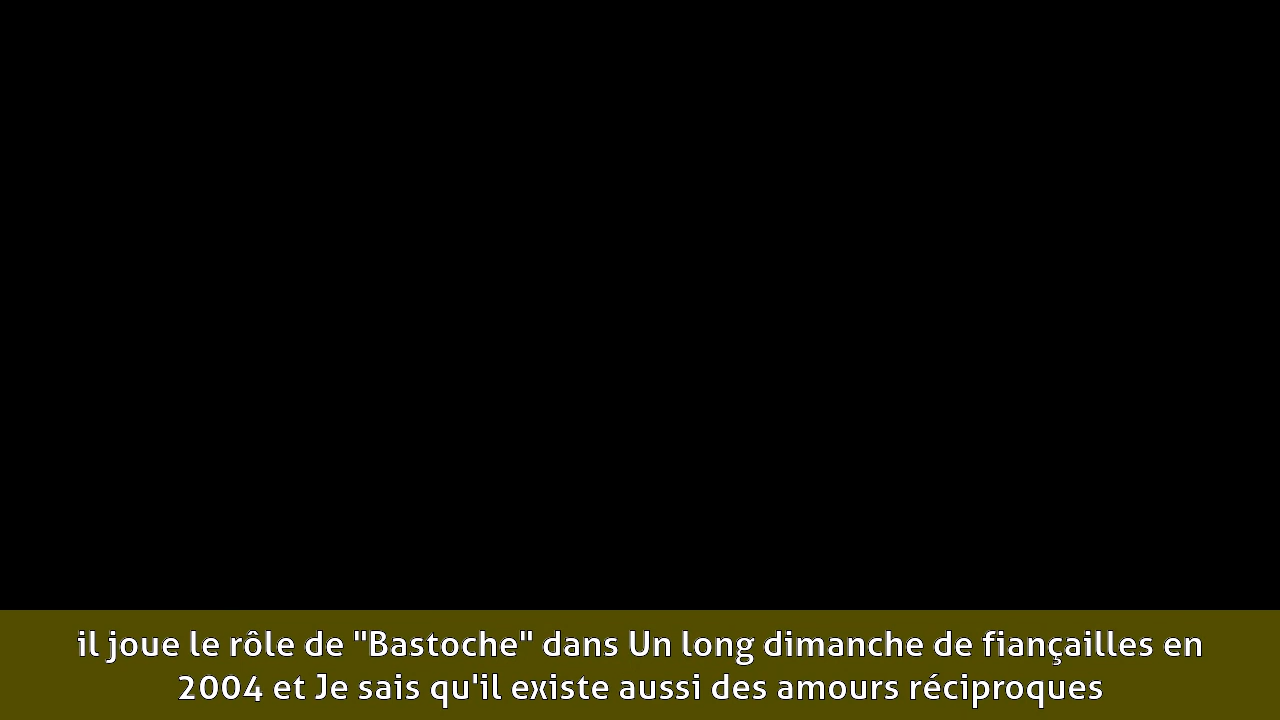 il joue le rôle de "Bastoche" dans Un long dimanche de fiançailles en
2004 et Je sais qu'il existe aussi des amours réciproques